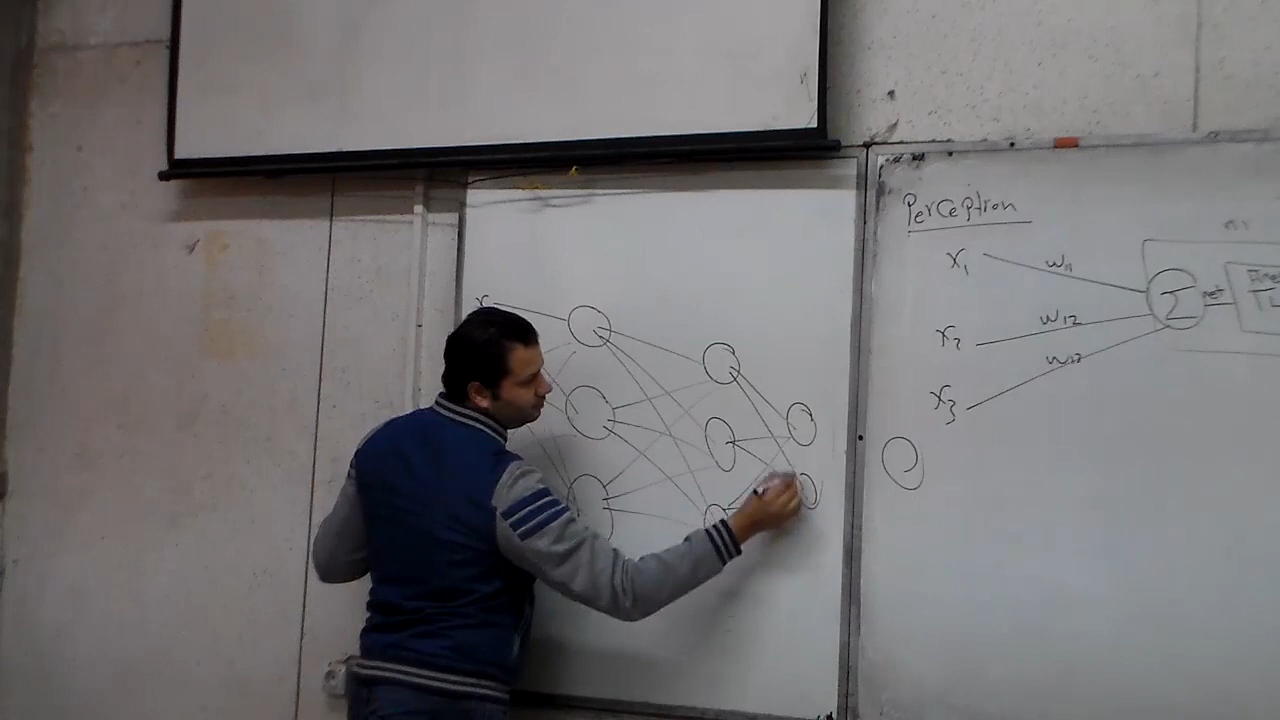 Perceptron
x₁ w₁₁
x₂ w₁₂
x₃
Σ net